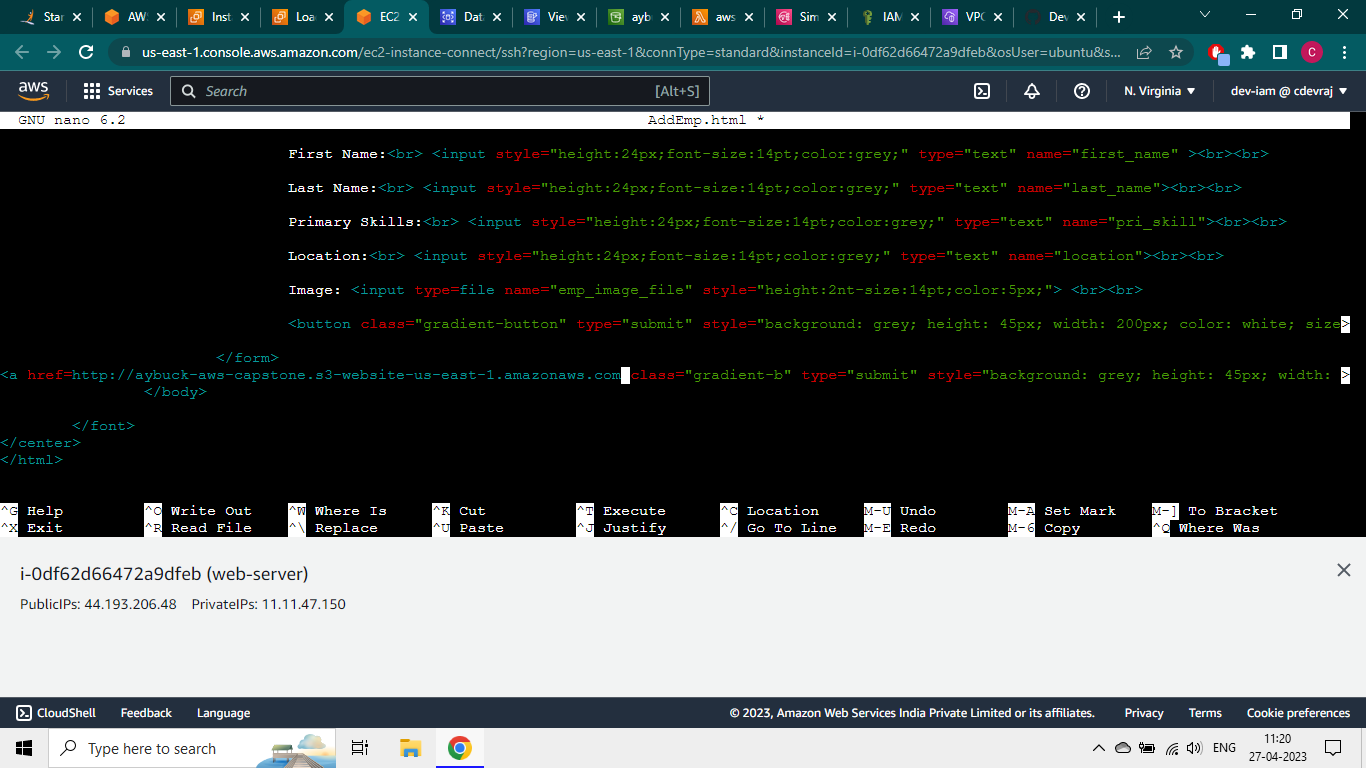 Star AWS Inst Loa EC2 Data View ayb aws Sim IAM VPC Dev
us-east-1.console.aws.amazon.com/ec2-instance-connect/ssh?region=us-east-1&connType=standard&instanceId=i-0df62d66472a9dfeb&osUser=ubuntu&s... C
aws Services Search [Alt+S] N. Virginia dev-iam @ cdevraj
GNU nano 6.2 AddEmp.html *
First Name:<br> <input style="height:24px;font-size:14pt;color:grey;" type="text" name="first_name" ><br><br>
Last Name:<br> <input style="height:24px;font-size:14pt;color:grey;" type="text" name="last_name"><br><br>
Primary Skills:<br> <input style="height:24px;font-size:14pt;color:grey;" type="text" name="pri_skill"><br><br>
Location:<br> <input style="height:24px;font-size:14pt;color:grey;" type="text" name="location"><br><br>
Image: <input type=file name="emp_image_file" style="height:2nt-size:14pt;color:5px;"> <br><br>
<button class="gradient-button" type="submit" style="background: grey; height: 45px; width: 200px; color: white; size>
</form>
<a href=http://aybuck-aws-capstone.s3-website-us-east-1.amazonaws.com class="gradient-b" type="submit" style="background: grey; height: 45px; width: >
</body>
</font>
</center>
</html>
^G Help ^O Write Out ^W Where Is ^K Cut ^T Execute ^C Location M-U Undo M-A Set Mark M-] To Bracket
^X Exit ^R Read File ^\ Replace ^U Paste ^J Justify ^/ Go To Line M-E Redo M-6 Copy ^Q Where Was
i-0df62d66472a9dfeb (web-server)
PublicIPs: 44.193.206.48 PrivateIPs: 11.11.47.150
CloudShell Feedback Language © 2023, Amazon Web Services India Private Limited or its affiliates. Privacy Terms Cookie preferences
Type here to search ENG 11:20
27-04-2023